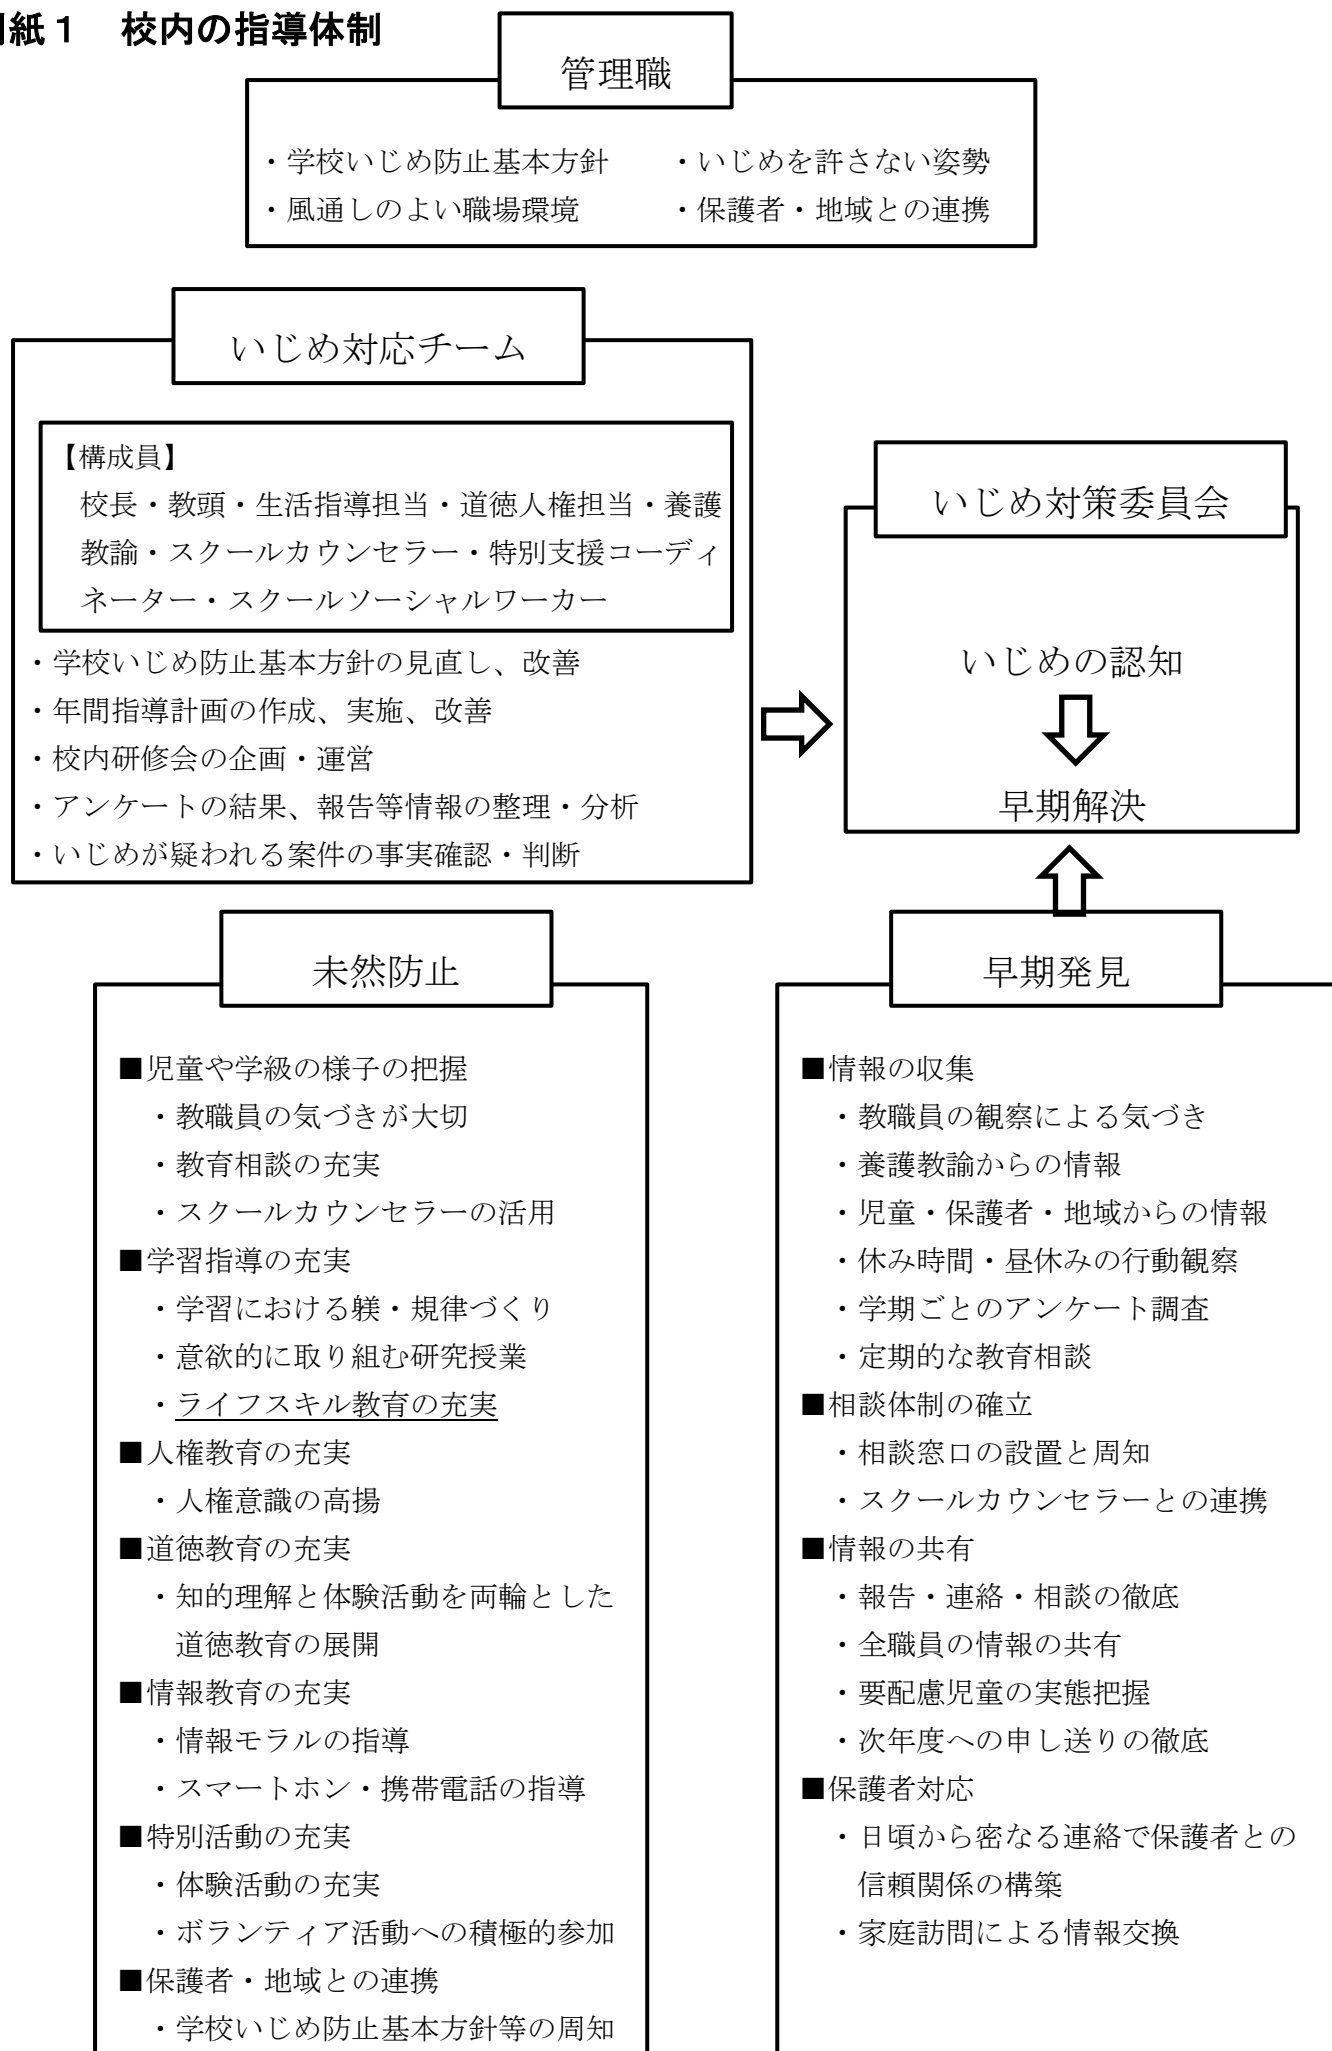 紙１　校内の指導体制
管理職
・学校いじめ防止基本方針　　・いじめを許さない姿勢
・風通しのよい職場環境　　　・保護者・地域との連携
いじめ対応チーム
【構成員】
校長・教頭・生活指導担当・道徳人権担当・養護
教諭・スクールカウンセラー・特別支援コーディ
ネーター・スクールソーシャルワーカー
・学校いじめ防止基本方針の見直し、改善
・年間指導計画の作成、実施、改善
・校内研修会の企画・運営
・アンケートの結果、報告等情報の整理・分析
・いじめが疑われる案件の事実確認・判断
いじめ対策委員会
いじめの認知
早期解決
未然防止
■児童や学級の様子の把握
・教職員の気づきが大切
・教育相談の充実
・スクールカウンセラーの活用
■学習指導の充実
・学習における躾・規律づくり
・意欲的に取り組む研究授業
・ライフスキル教育の充実
■人権教育の充実
・人権意識の高揚
■道徳教育の充実
・知的理解と体験活動を両輪とした
道徳教育の展開
■情報教育の充実
・情報モラルの指導
・スマートホン・携帯電話の指導
■特別活動の充実
・体験活動の充実
・ボランティア活動への積極的参加
■保護者・地域との連携
・学校いじめ防止基本方針等の周知
早期発見
■情報の収集
・教職員の観察による気づき
・養護教諭からの情報
・児童・保護者・地域からの情報
・休み時間・昼休みの行動観察
・学期ごとのアンケート調査
・定期的な教育相談
■相談体制の確立
・相談窓口の設置と周知
・スクールカウンセラーとの連携
■情報の共有
・報告・連絡・相談の徹底
・全職員の情報の共有
・要配慮児童の実態把握
・次年度への申し送りの徹底
■保護者対応
・日頃から密なる連絡で保護者との
信頼関係の構築
・家庭訪問による情報交換